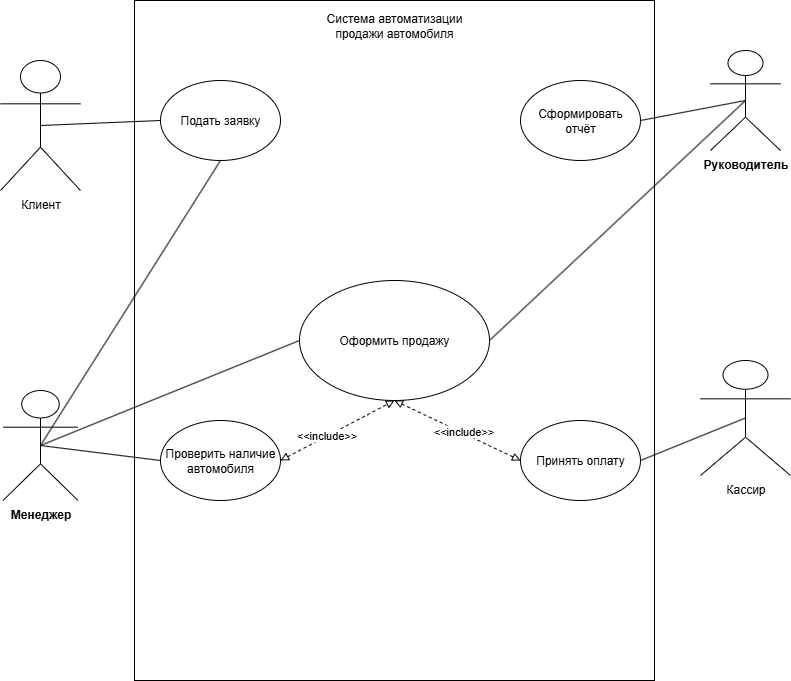 Система автоматизации
продажи автомобиля
Подать заявку
Сформировать
отчёт
Руководитель
Клиент
Оформить продажу
<<include>>
<<include>>
Проверить наличие
автомобиля
Принять оплату
Менеджер
Кассир